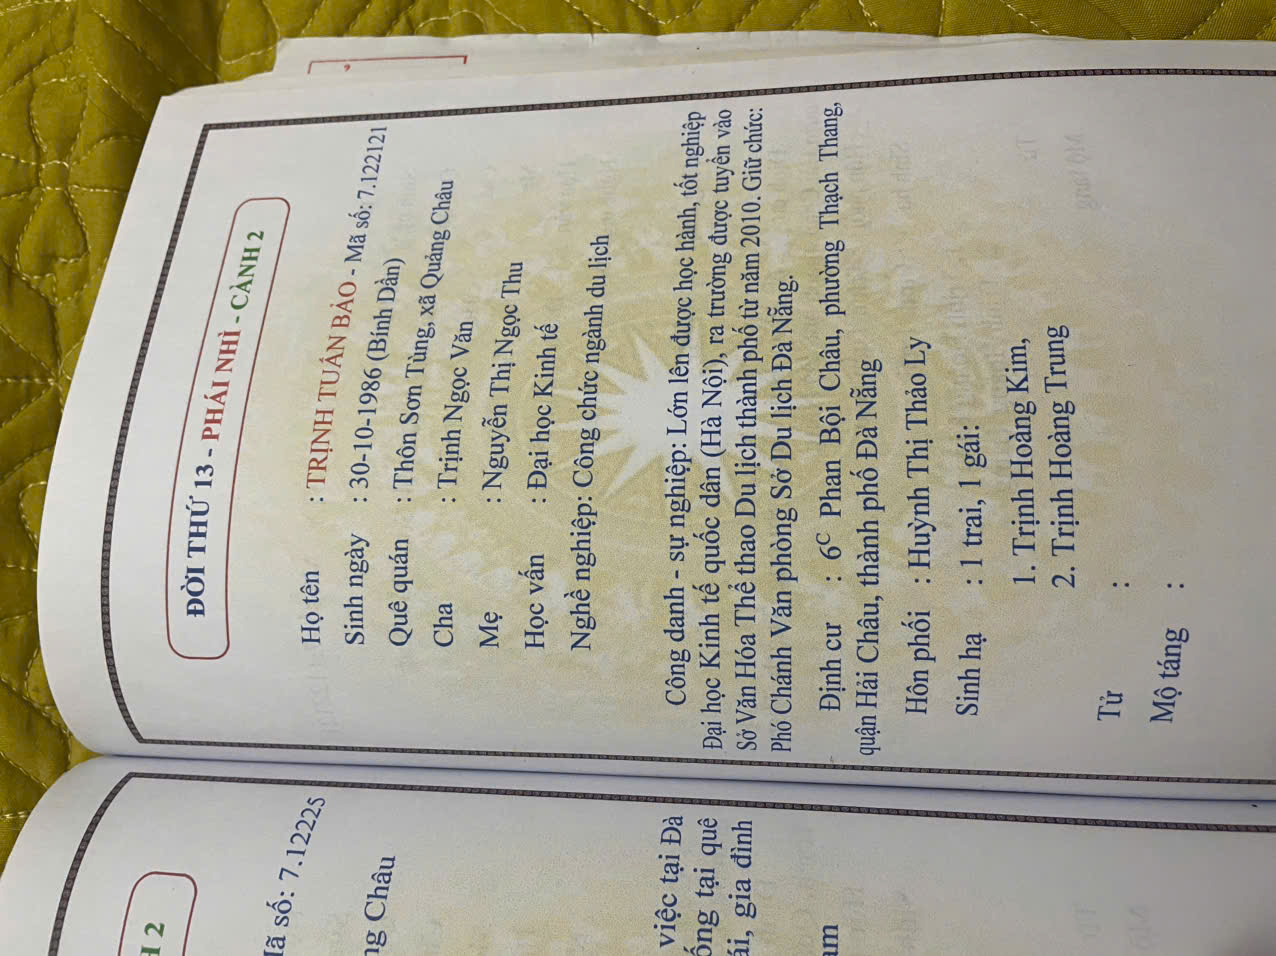 ĐỜI THỨ 13 - PHÁI NHÌ - CÀNH 2
Họ tên : TRỊNH TUẤN BẢO - Mã số: 7.122121
Sinh ngày : 30-10-1986 (Bính Dần)
Quê quán : Thôn Sơn Tùng, xã Quảng Châu
Cha : Trịnh Ngọc Văn
Mẹ : Nguyễn Thị Ngọc Thu
Học vấn : Đại học Kinh tế
Nghề nghiệp: Công chức ngành du lịch
Công danh - sự nghiệp: Lớn lên được học hành, tốt nghiệp
Đại học Kinh tế quốc dân (Hà Nội), ra trường được tuyển vào
Sở Văn Hóa Thể thao Du lịch thành phố từ năm 2010. Giữ chức:
Phó Chánh Văn phòng Sở Du lịch Đà Nẵng.
Định cư : 6C Phan Bội Châu, phường Thạch Thang,
quận Hải Châu, thành phố Đà Nẵng
Hôn phối : Huỳnh Thị Thảo Ly
Sinh hạ : 1 trai, 1 gái:
1. Trịnh Hoàng Kim,
2. Trịnh Hoàng Trung
Tử :
Mộ táng :
H 2
Mã số: 7.12225
ng Châu
việc tại Đà
ống tại quê
ái, gia đình
am